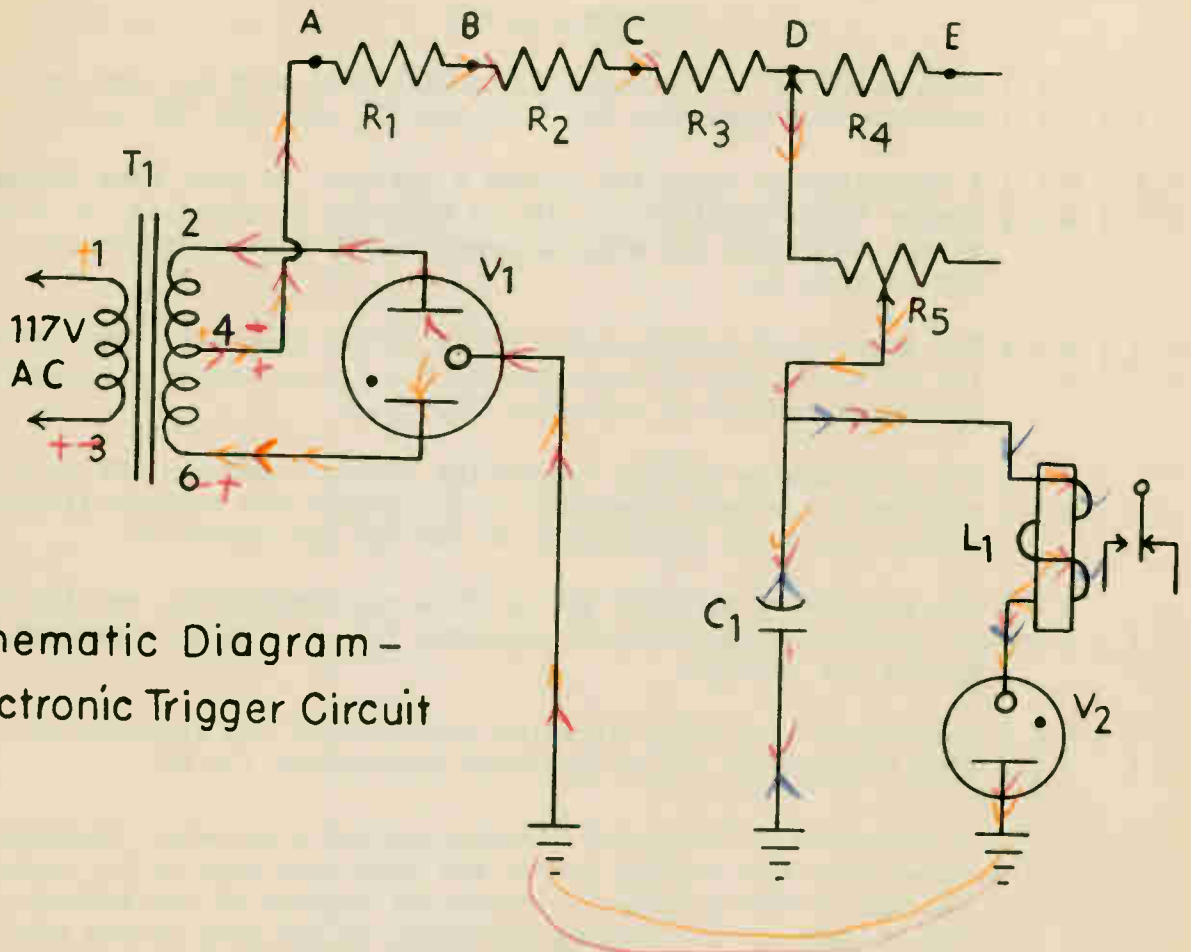 A
B
C
D
E
R1
R2
R3
R4
T1
2
+1
V1
117V
AC
4 -
+
R5
+-3
6-+
L1
C1
+
hematic Diagram –
ctronic Trigger Circuit
V2